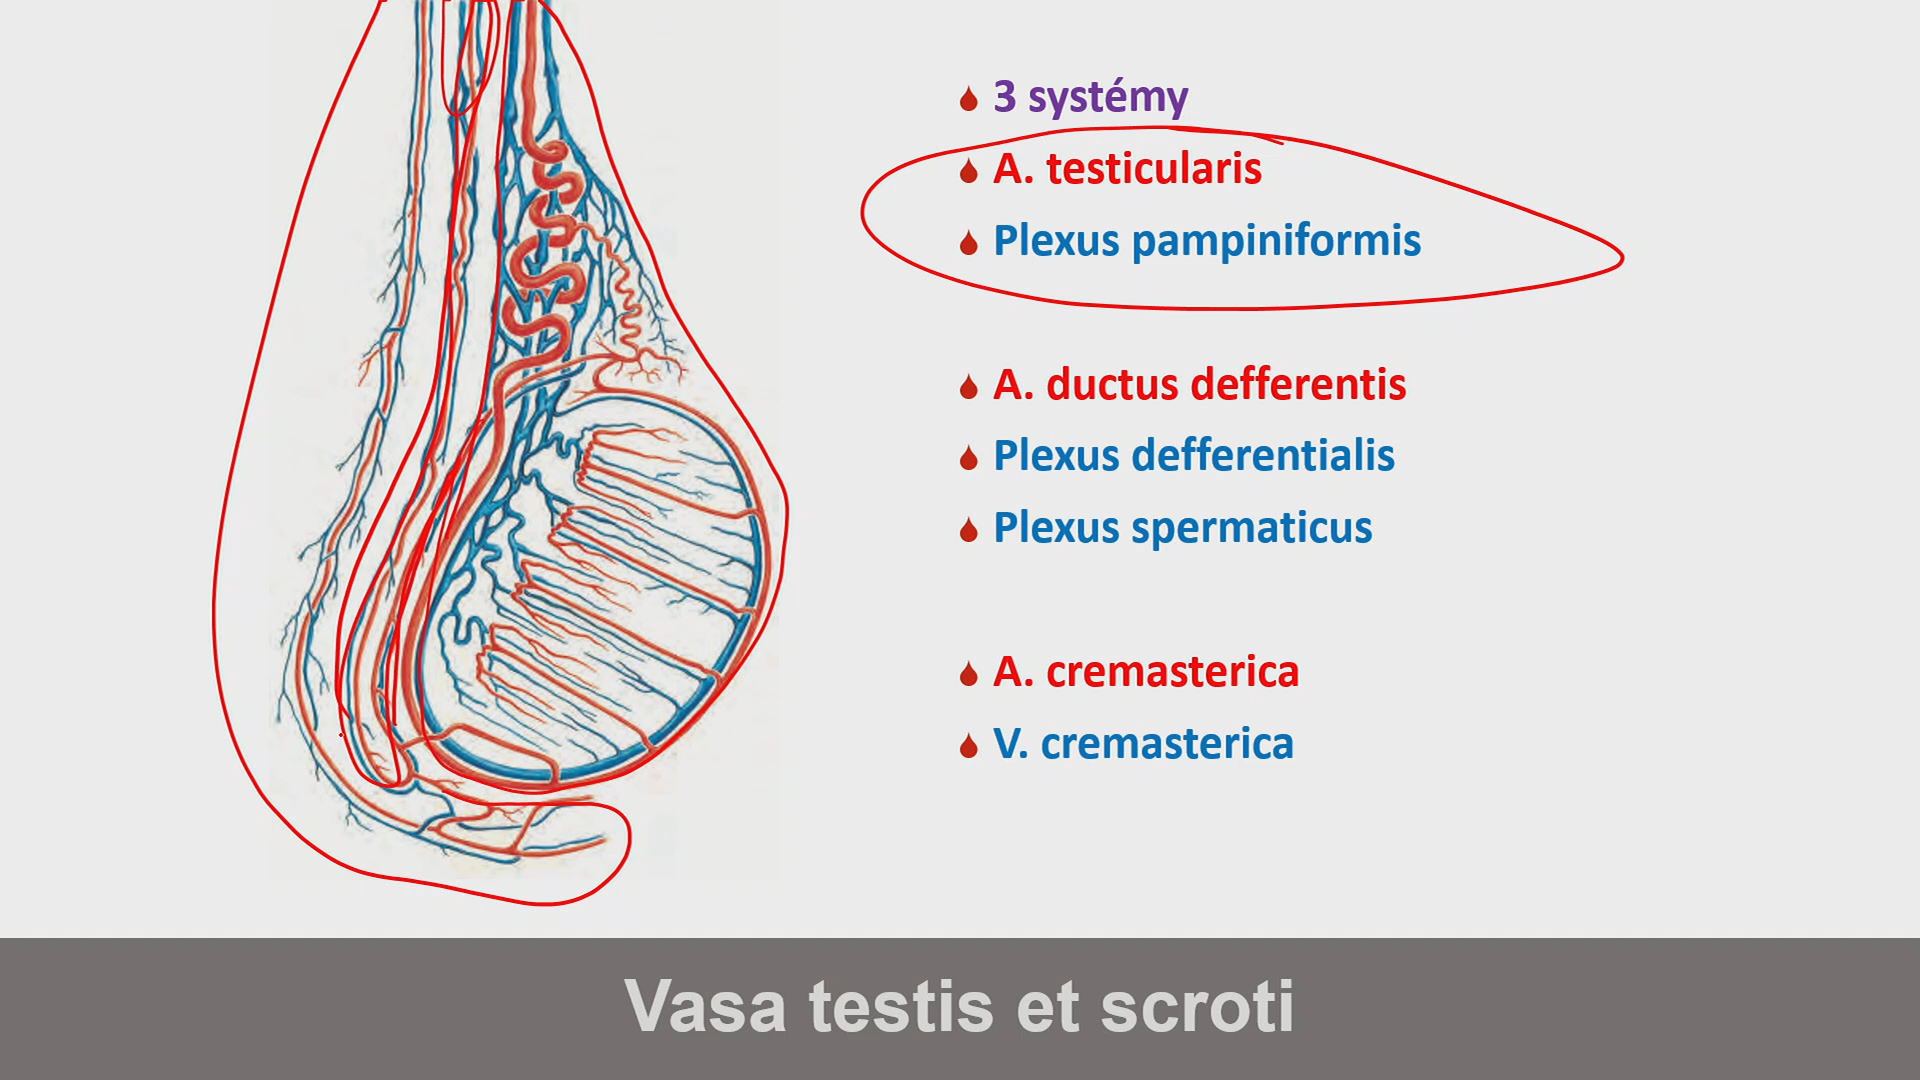 3 systémy
A. testicularis
Plexus pampiniformis
A. ductus defferentis
Plexus defferentialis
Plexus spermaticus
A. cremasterica
V. cremasterica
Vasa testis et scroti